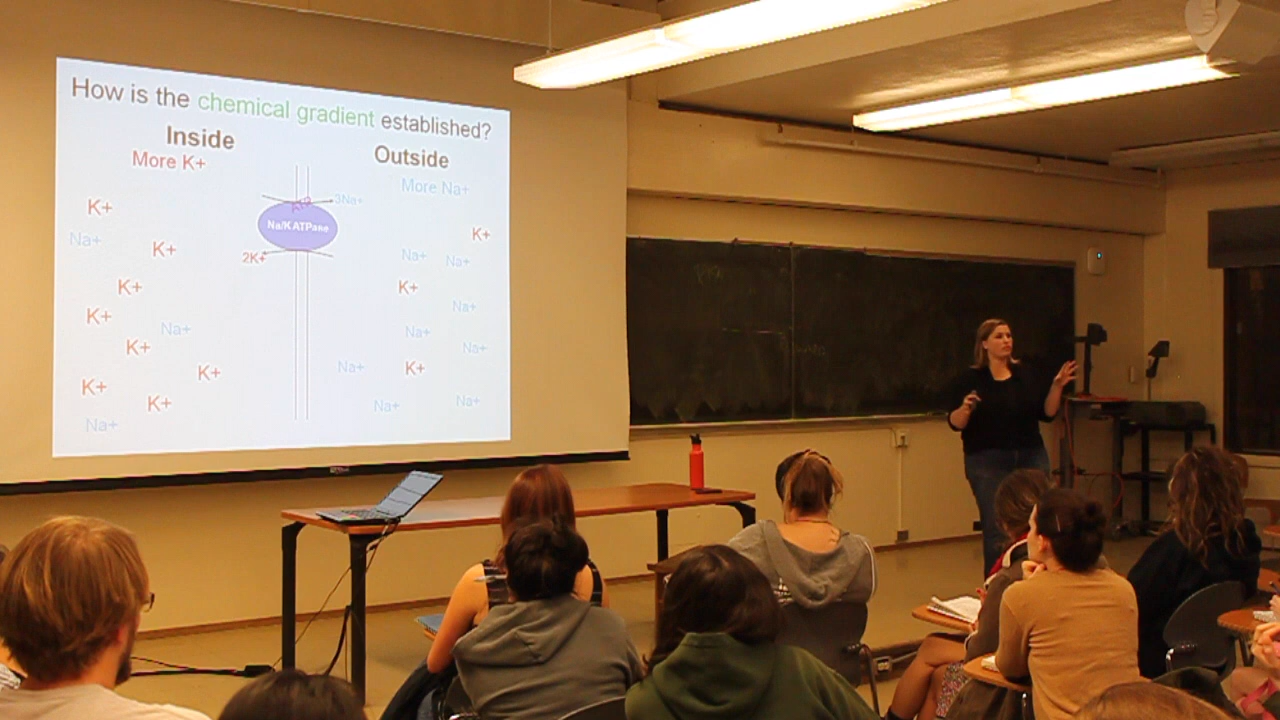 How is the chemical gradient established?
Inside
Outside
More K+
More Na+
ATP
3Na+
Na/K ATPase
2K+
K+
Na+
K+
K+
K+
Na+
K+
K+
K+
K+
Na+
K+
Na+
Na+
K+
Na+
Na+
Na+
Na+
K+
Na+
Na+